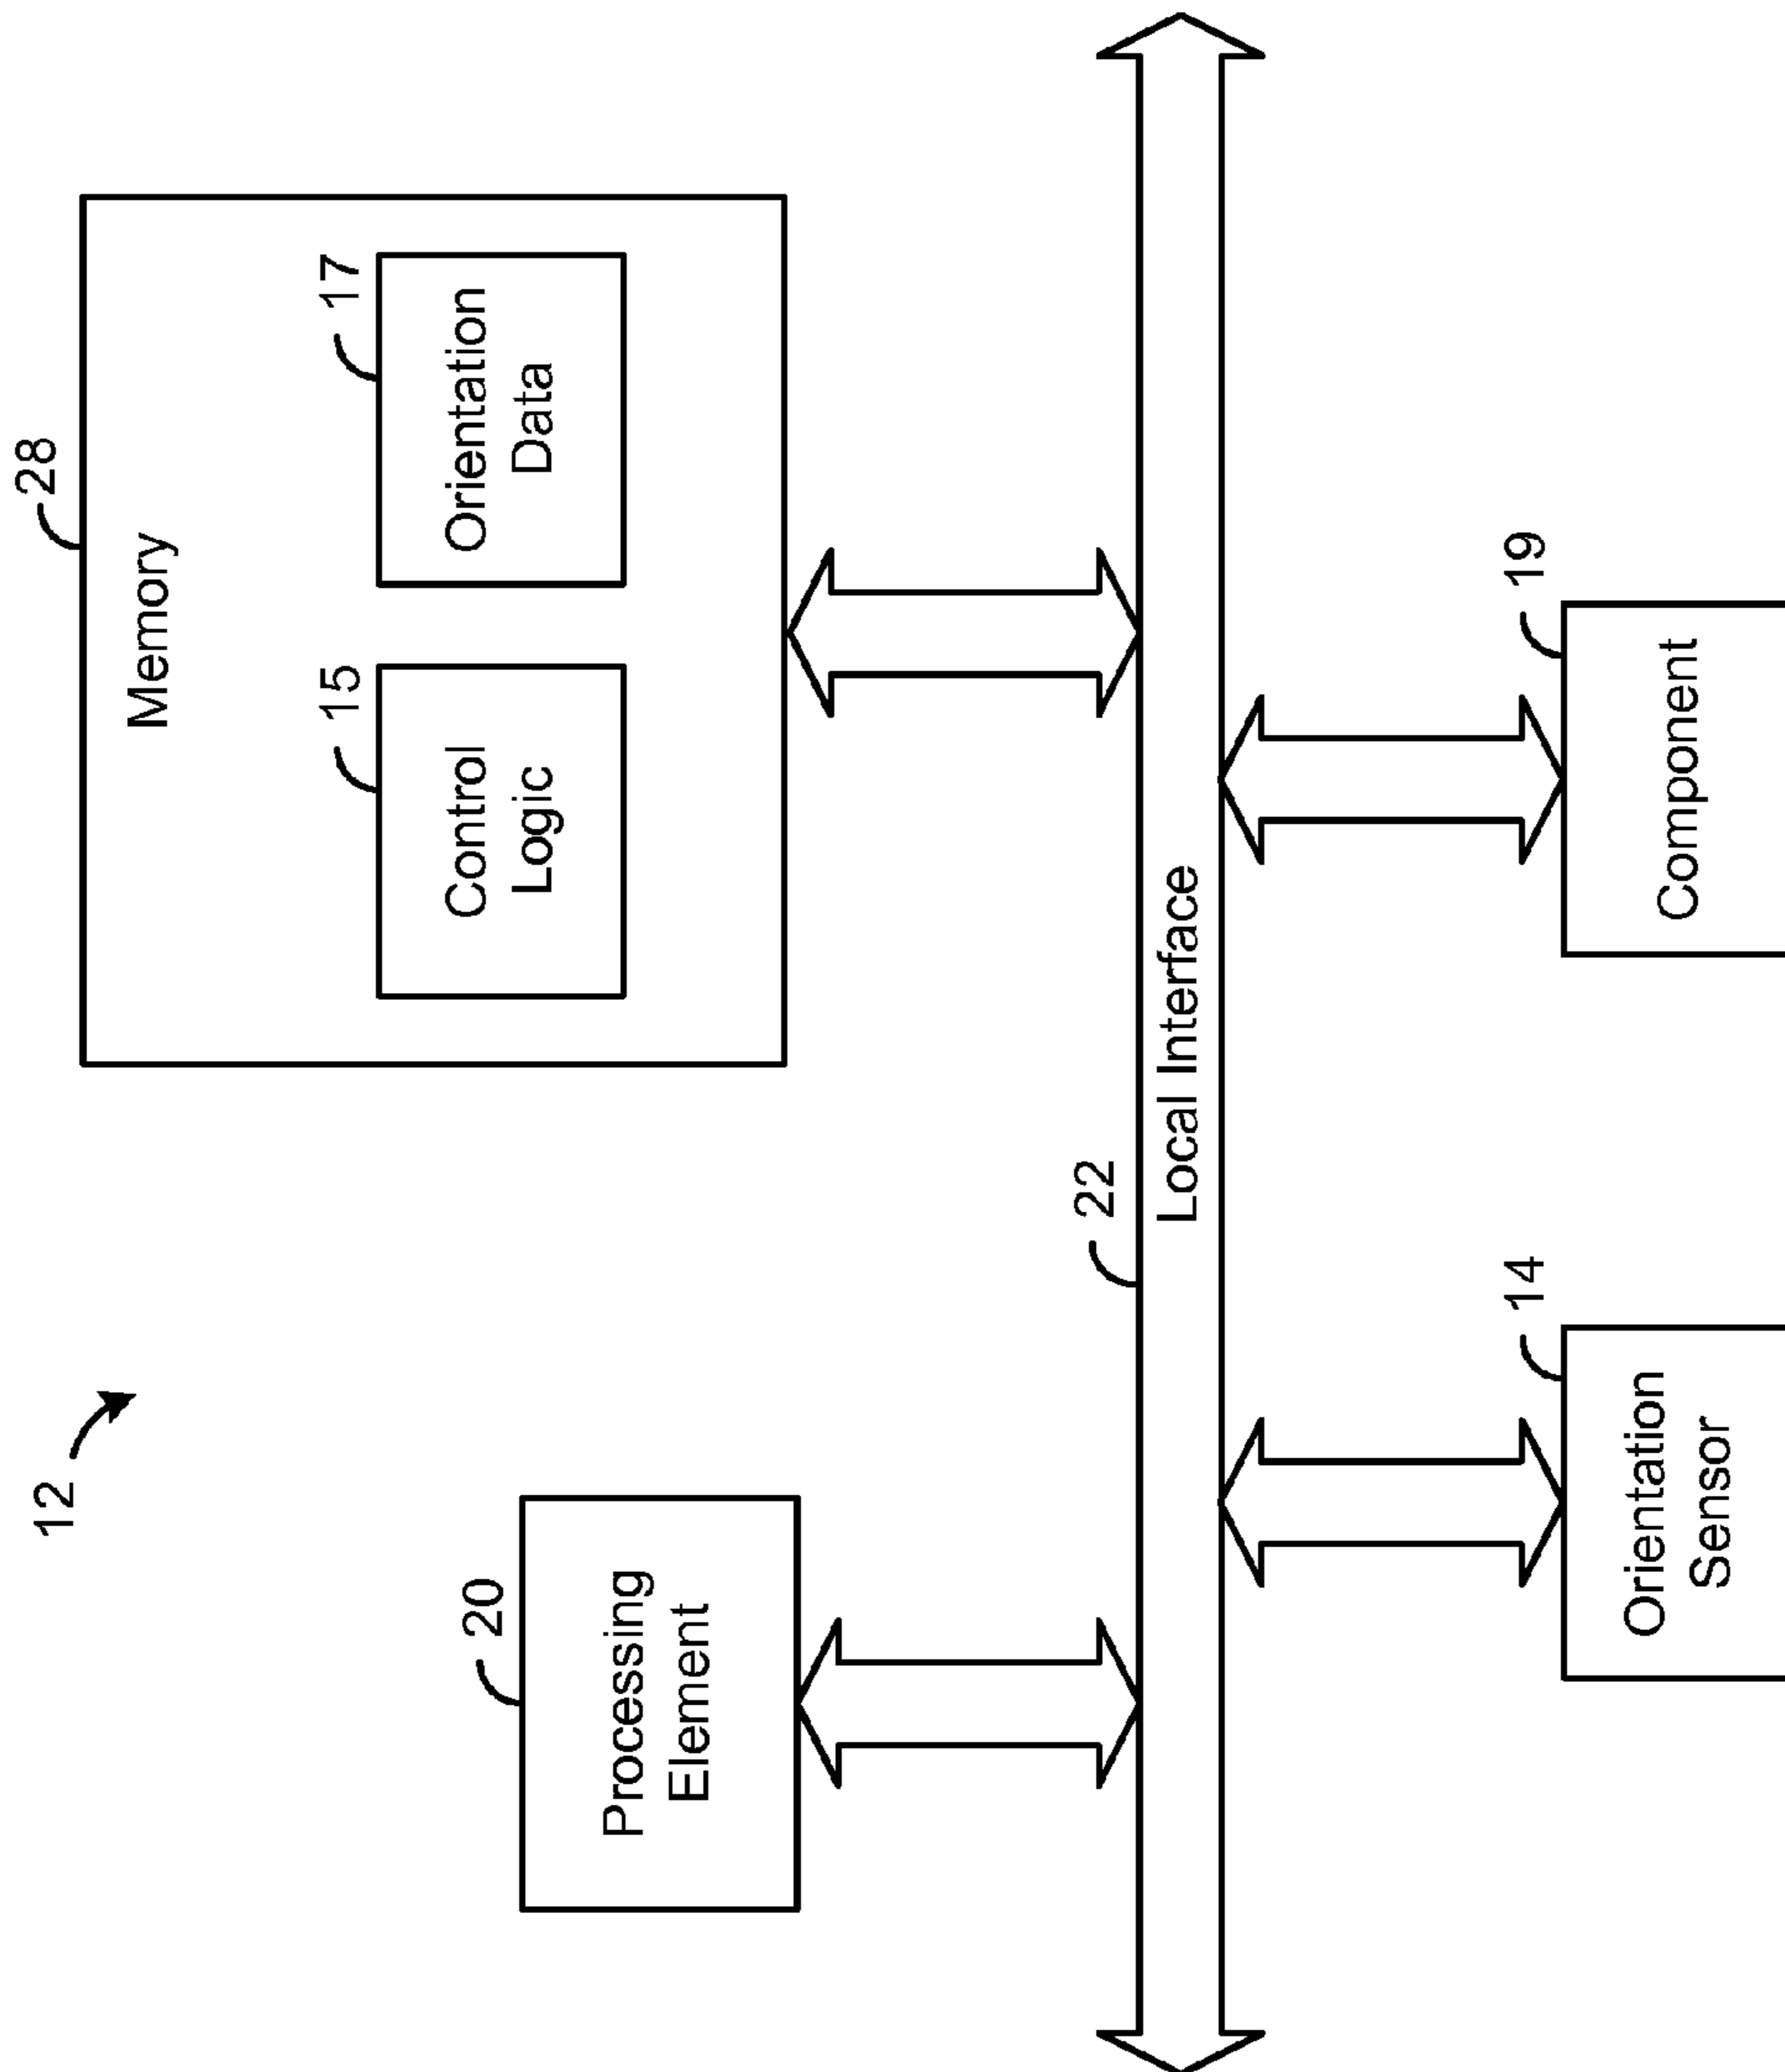 12
28
Memory
20
Processing
Element
15
Control
Logic
17
Orientation
Data
22
Local Interface
14
Orientation
Sensor
19
Component